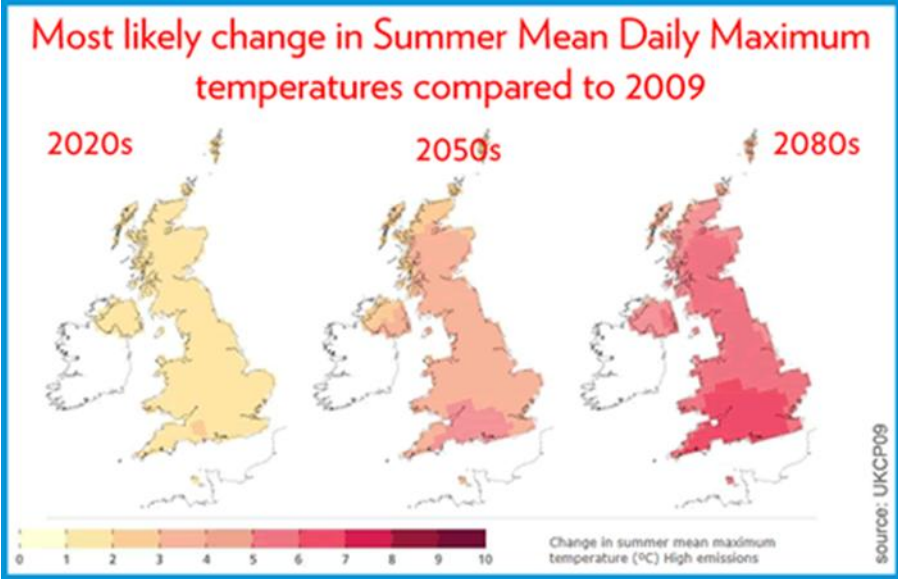 Most likely change in Summer Mean Daily Maximum
temperatures compared to 2009
2020s
2050s
2080s
0 1 2 3 4 5 6 7 8 9 10
Change in summer mean maximum
temperature (ºC) High emissions
source: UKCP09